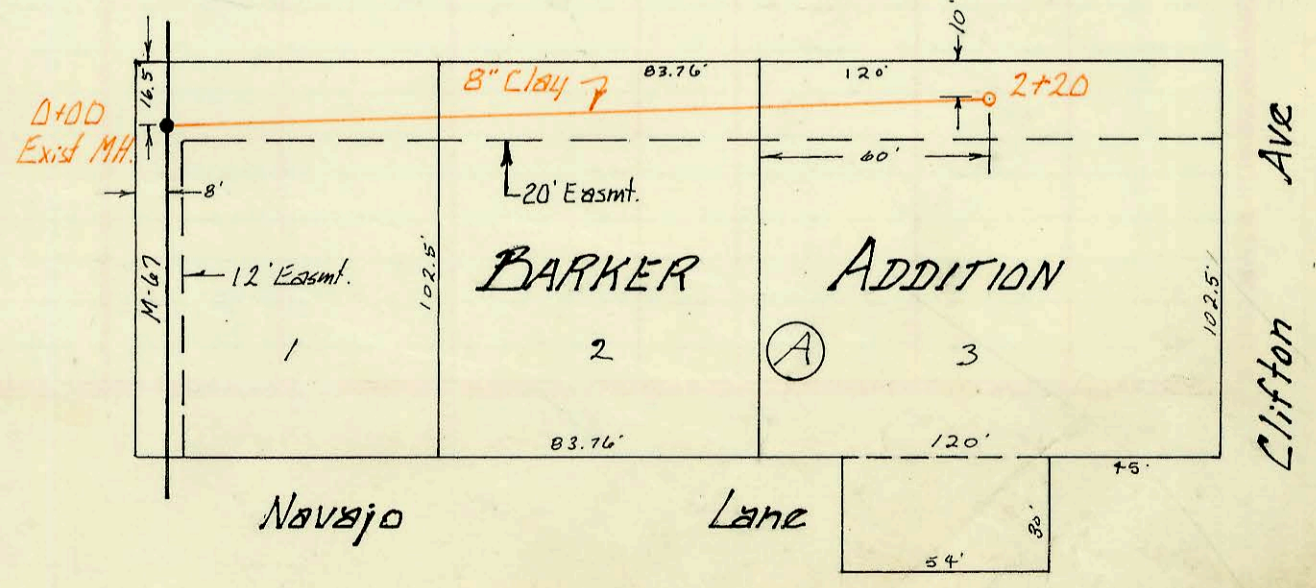 10'
16.5'
83.76'
120'
8" Clay
2+20
0+00
Exist MH.
60'
8'
20' Easmt.
Ave
M-67
12' Easmt.
102.5'
BARKER ADDITION
102.5'
1
2
A
3
Clifton
83.76'
120'
45'
Navajo Lane
30'
54'